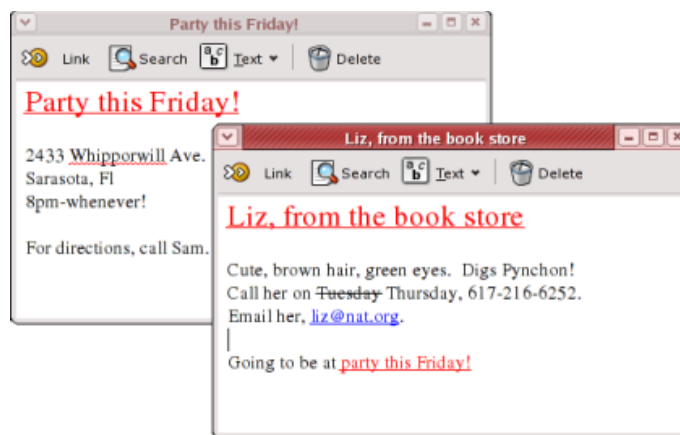 Party this Friday!
Link Search abc Text Delete
Party this Friday!
2433 Whipporwill Ave.
Sarasota, Fl
8pm-whenever!
For directions, call Sam.
Liz, from the book store
Link Search abc Text Delete
Liz, from the book store
Cute, brown hair, green eyes. Digs Pynchon!
Call her on Tuesday Thursday, 617-216-6252.
Email her, liz@nat.org.
Going to be at party this Friday!